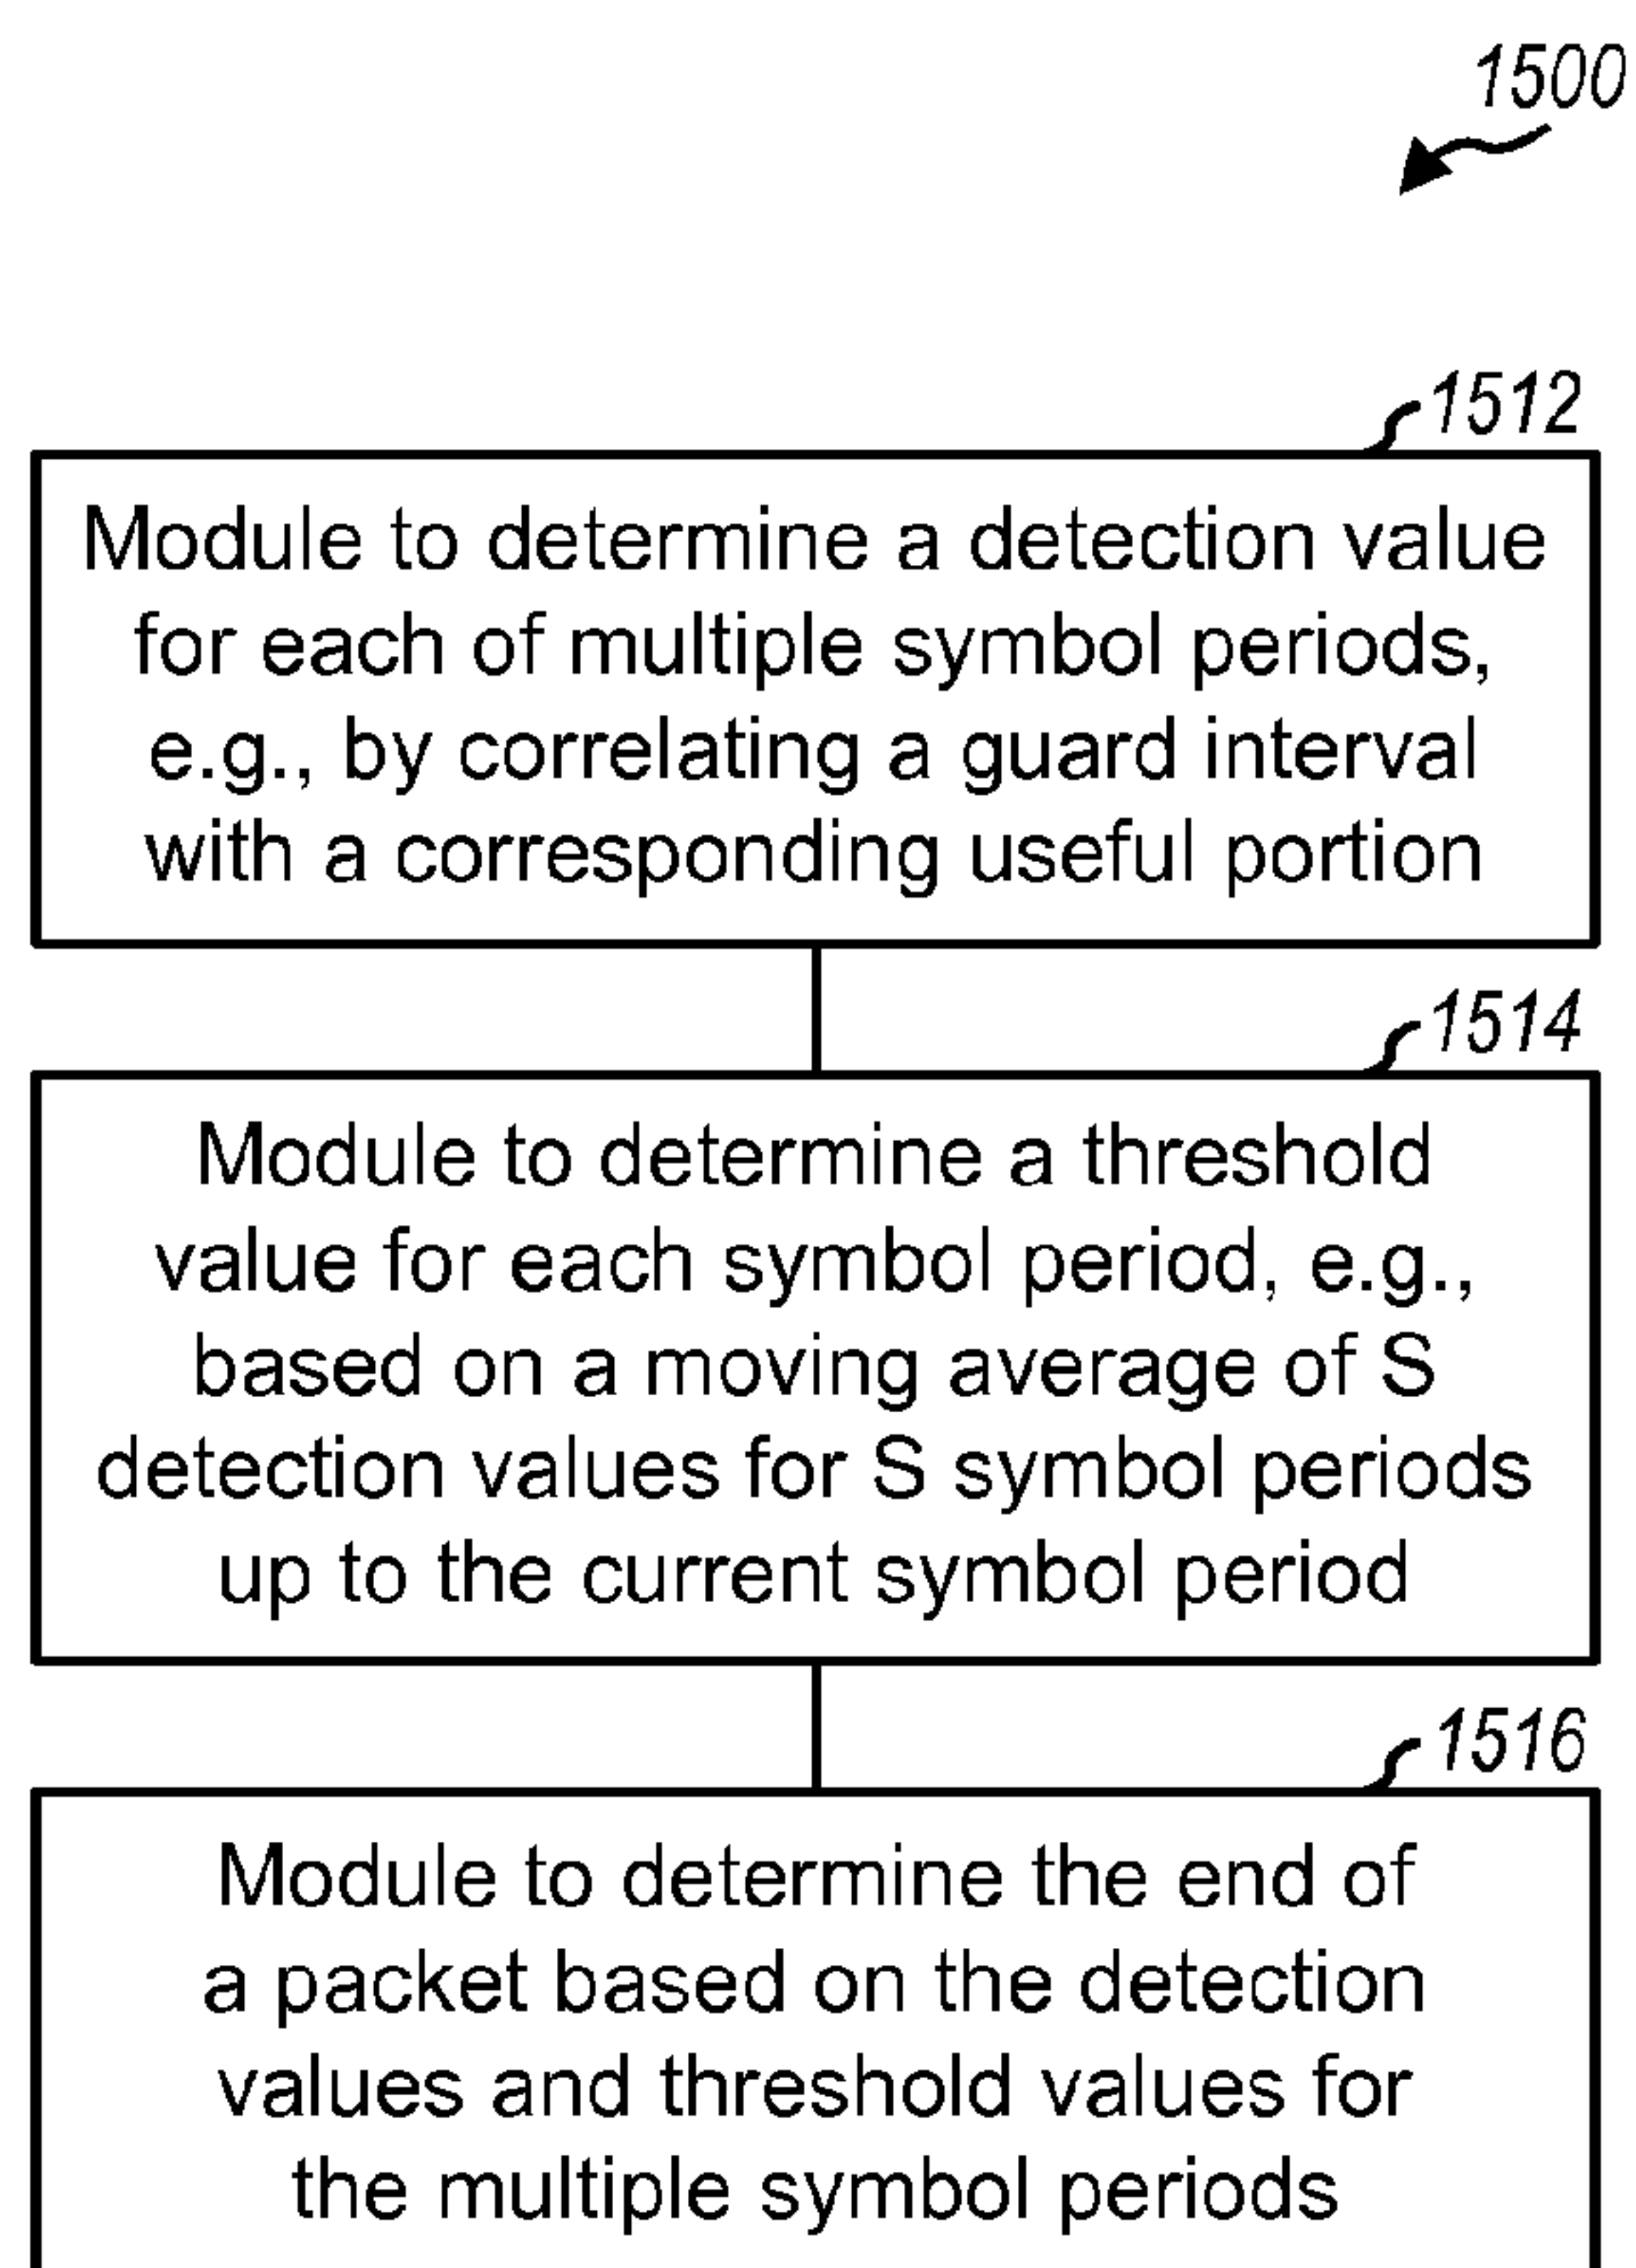 1500
1512
Module to determine a detection value
for each of multiple symbol periods,
e.g., by correlating a guard interval
with a corresponding useful portion
1514
Module to determine a threshold
value for each symbol period, e.g.,
based on a moving average of S
detection values for S symbol periods
up to the current symbol period
1516
Module to determine the end of
a packet based on the detection
values and threshold values for
the multiple symbol periods